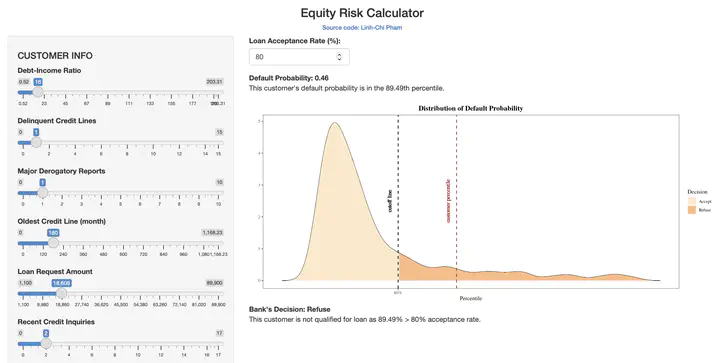 Equity Risk Calculator
Source code: Linh-Chi Pham
CUSTOMER INFO
Debt-Income Ratio
0.52 16 203.31
0.52 23 45 67 89 111 133 155 177
Delinquent Credit Lines
0 1 15
0 2 4 6 8 10 12 14 15
Major Derogatory Reports
0 1 10
0 1 2 3 4 5 6 7 8 9 10
Oldest Credit Line (month)
0 180 1,168.23
0 120 240 360 480 600 720 840 960 1,080 1,168.23
Loan Request Amount
1,100 18,600 89,900
1,100 9,980 18,860 27,740 36,620 45,500 54,380 63,260 72,140 81,020 89,900
Recent Credit Inquiries
0 2 17
0 2 4 6 8 10 12 14 16 17
Loan Acceptance Rate (%):
80
Default Probability: 0.46
This customer's default probability is in the 89.49th percentile.
Distribution of Default Probability
5
4
3
2
1
0
cutoff line
customer percentile
80%
Percentile
Decision
Accept
Refuse
Bank's Decision: Refuse
This customer is not qualified for loan as 89.49% > 80% acceptance rate.